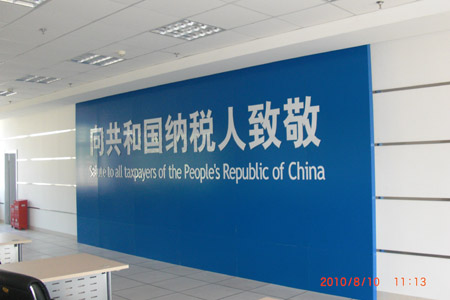 向共和国纳税人致敬
Salute to all taxpayers of the People's Republic of China
2010/8/10 11:13